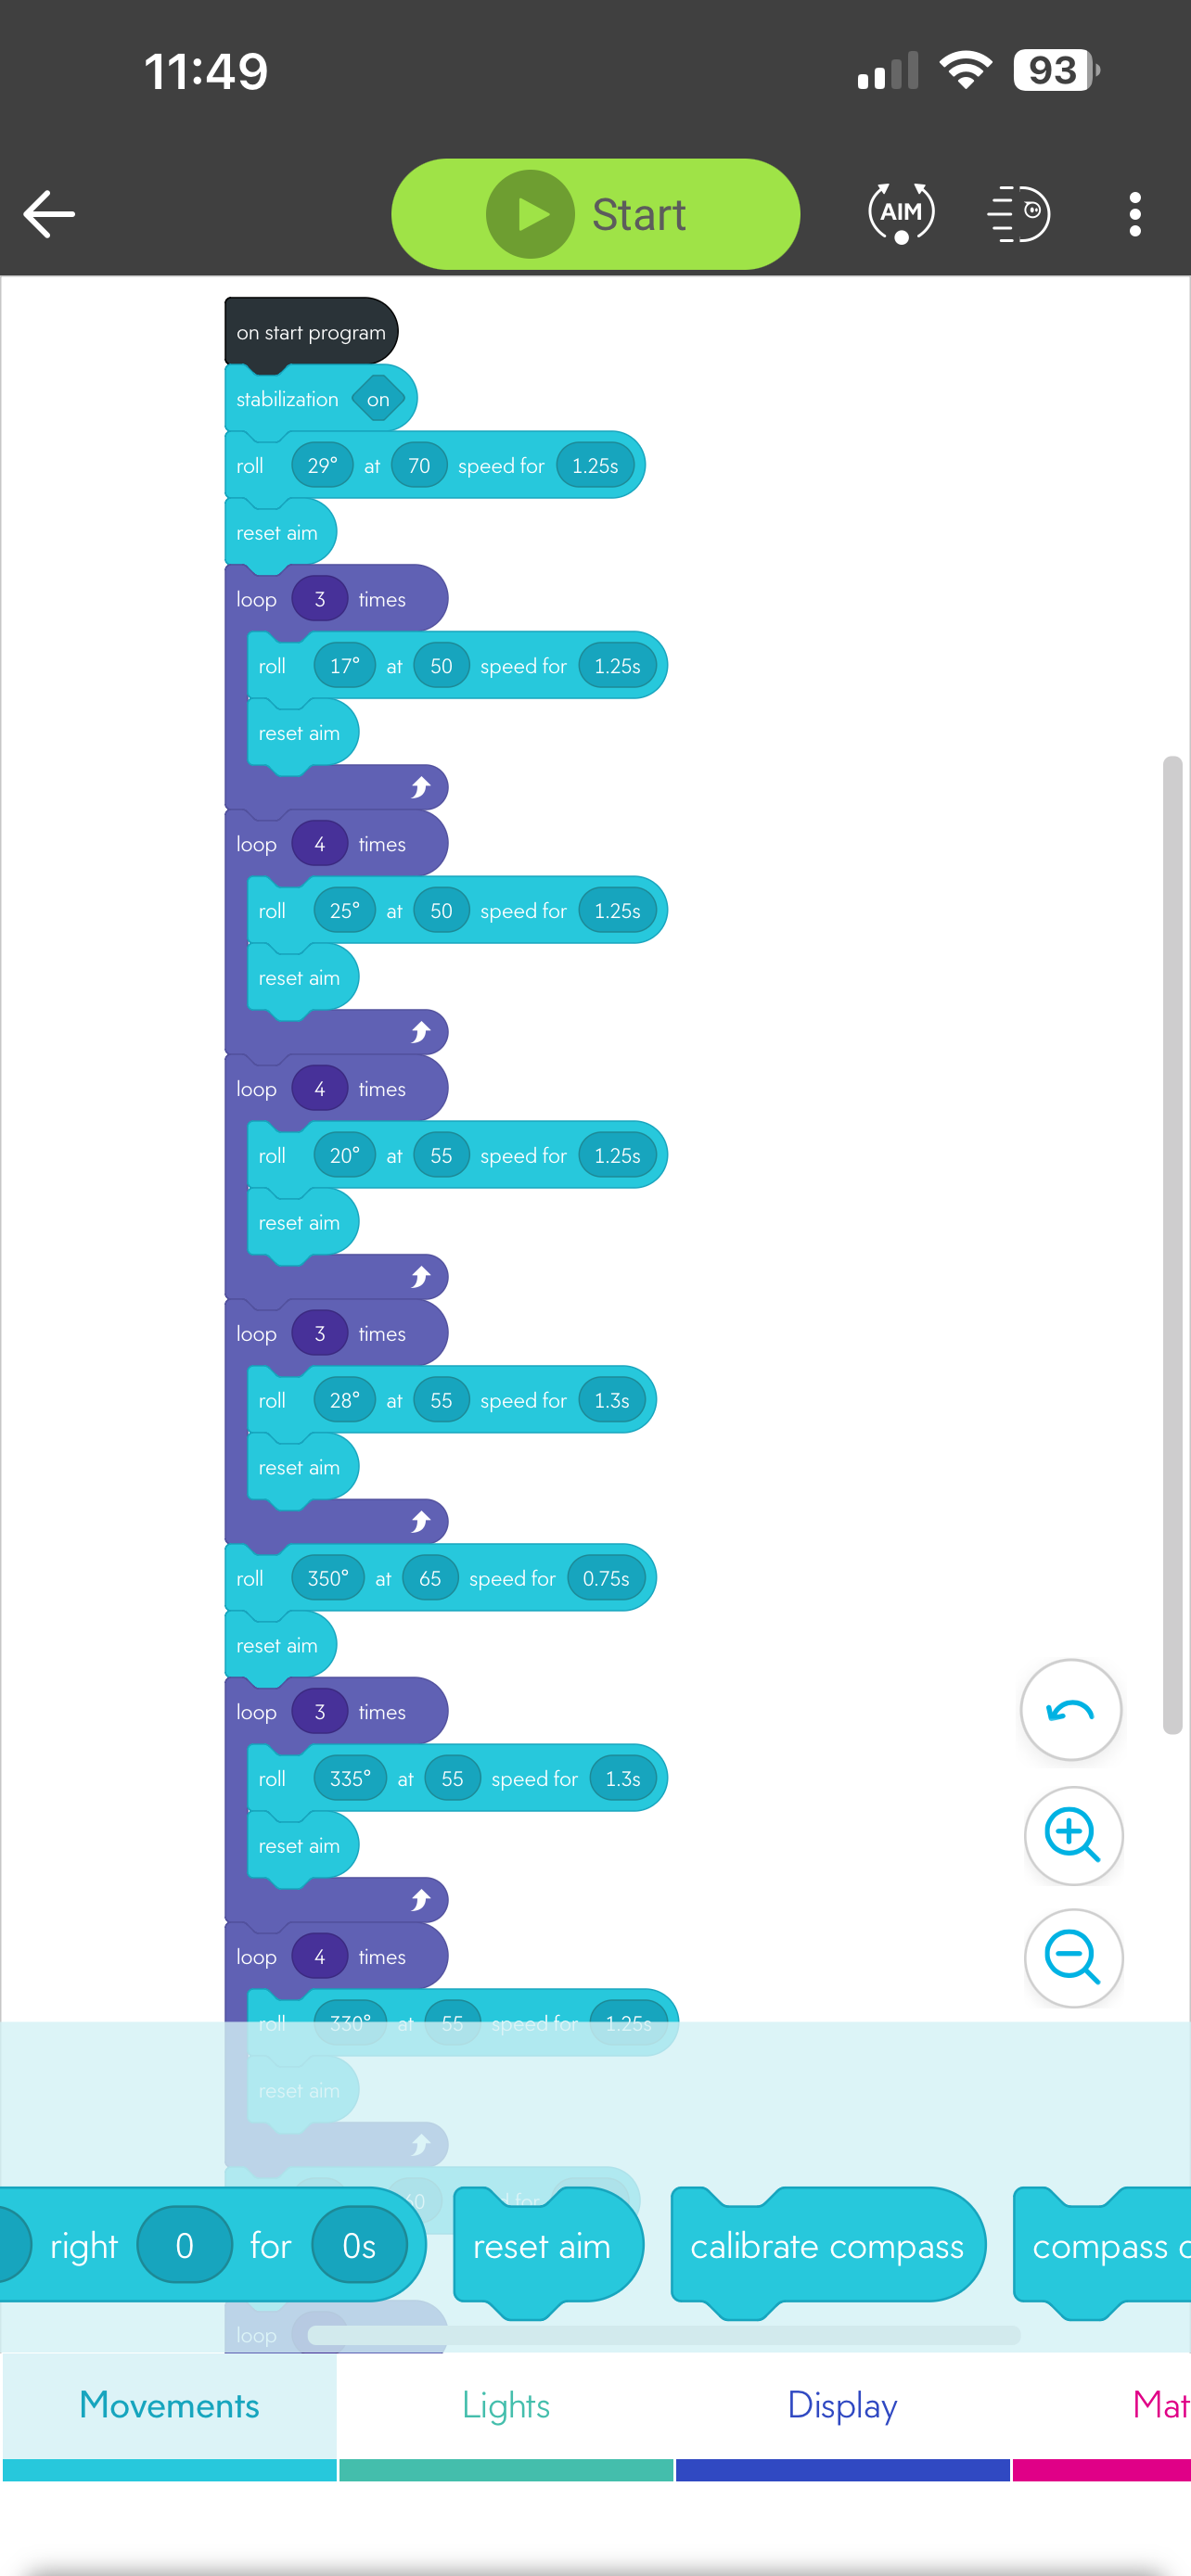 11:49 93
Start AIM
on start program
stabilization on
roll 29° at 70 speed for 1.25s
reset aim
loop 3 times
roll 17° at 50 speed for 1.25s
reset aim
loop 4 times
roll 25° at 50 speed for 1.25s
reset aim
loop 4 times
roll 20° at 55 speed for 1.25s
reset aim
loop 3 times
roll 28° at 55 speed for 1.3s
reset aim
roll 350° at 65 speed for 0.75s
reset aim
loop 3 times
roll 335° at 55 speed for 1.3s
reset aim
loop 4 times
roll 330° at 55 speed for 1.25s
reset aim
for
right 0 for 0s reset aim calibrate compass compass
loop
Movements Lights Display Mat